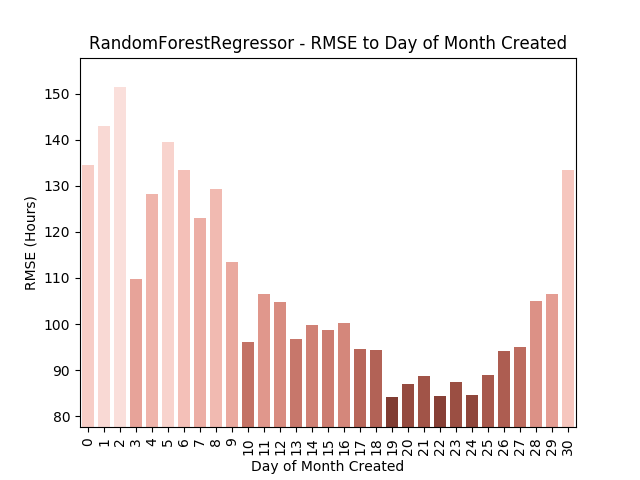 RandomForestRegressor - RMSE to Day of Month Created
RMSE (Hours)
150
140
130
120
110
100
90
80
0 1 2 3 4 5 6 7 8 9 10 11 12 13 14 15 16 17 18 19 20 21 22 23 24 25 26 27 28 29 30
Day of Month Created